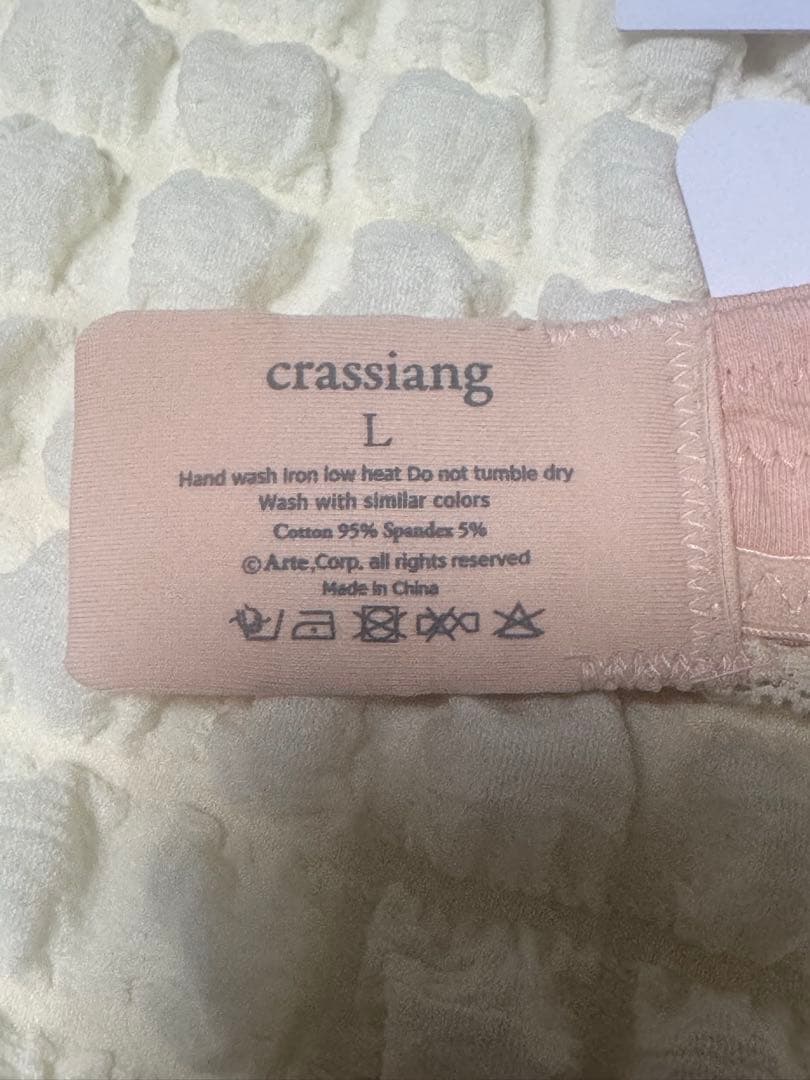 crassiang
L
Hand wash Iron low heat Do not tumble dry
Wash with similar colors
Cotton 95% Spandex 5%
©Arte,Corp. all rights reserved
Made in China